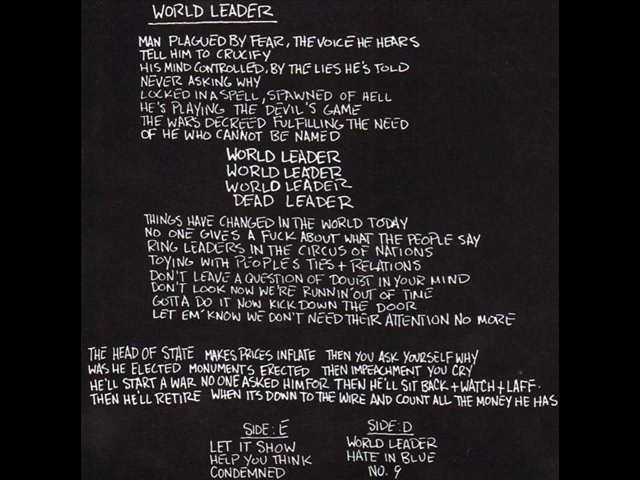 WORLD LEADER
MAN PLAGUED BY FEAR, THE VOICE HE HEARS
TELL HIM TO CRUCIFY
HIS MIND CONTROLLED, BY THE LIES HE'S TOLD
NEVER ASKING WHY
LOCKED IN A SPELL, SPAWNED OF HELL
HE'S PLAYING THE DEVIL'S GAME
THE WARS DECREED FULFILLING THE NEED
OF HE WHO CANNOT BE NAMED
WORLD LEADER
WORLD LEADER
WORLD LEADER
DEAD LEADER
THINGS HAVE CHANGED IN THE WORLD TODAY
NO ONE GIVES A FUCK ABOUT WHAT THE PEOPLE SAY
RING LEADERS IN THE CIRCUS OF NATIONS
TOYING WITH PEOPLE'S TIES + RELATIONS
DON'T LEAVE A QUESTION OF DOUBT IN YOUR MIND
DON'T LOOK NOW WE'RE RUNNIN' OUT OF TIME
GOTTA DO IT NOW KICK DOWN THE DOOR
LET EM' KNOW WE DON'T NEED THEIR ATTENTION NO MORE
THE HEAD OF STATE MAKES PRICES INFLATE THEN YOU ASK YOURSELF WHY
WAS HE ELECTED MONUMENTS ERECTED THEN IMPEACHMENT YOU CRY
HE'LL START A WAR NO ONE ASKED HIM FOR THEN HE'LL SIT BACK + WATCH + LAFF.
THEN HE'LL RETIRE WHEN ITS DOWN TO THE WIRE AND COUNT ALL THE MONEY HE HAS
SIDE: E SIDE: D
LET IT SHOW WORLD LEADER
HELP YOU THINK HATE IN BLUE
CONDEMNED NO. 9